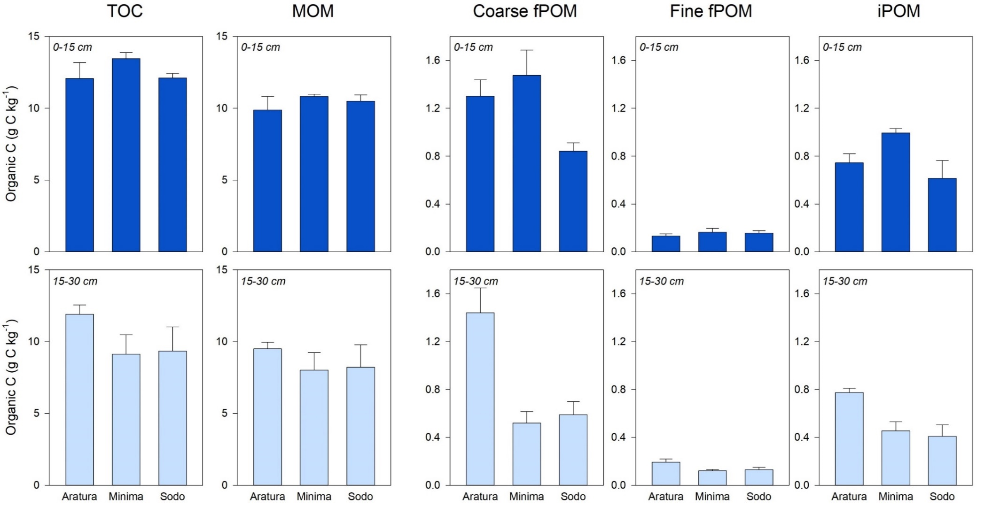 TOC MOM Coarse fPOM Fine fPOM iPOM
15 15
0-15 cm 0-15 cm 0-15 cm 0-15 cm 0-15 cm
1.6 1.6 1.6
10 10 1.2 1.2 1.2
0.8 0.8 0.8
5 5
0.4 0.4 0.4
0 0 0.0 0.0 0.0
Organic C (g C kg-1)
15 15
15-30 cm 15-30 cm 15-30 cm 15-30 cm 15-30 cm
1.6 1.6 1.6
10 10 1.2 1.2 1.2
0.8 0.8 0.8
5 5
0.4 0.4 0.4
0 0 0.0 0.0 0.0
Organic C (g C kg-1)
Aratura Minima Sodo Aratura Minima Sodo Aratura Minima Sodo Aratura Minima Sodo Aratura Minima Sodo